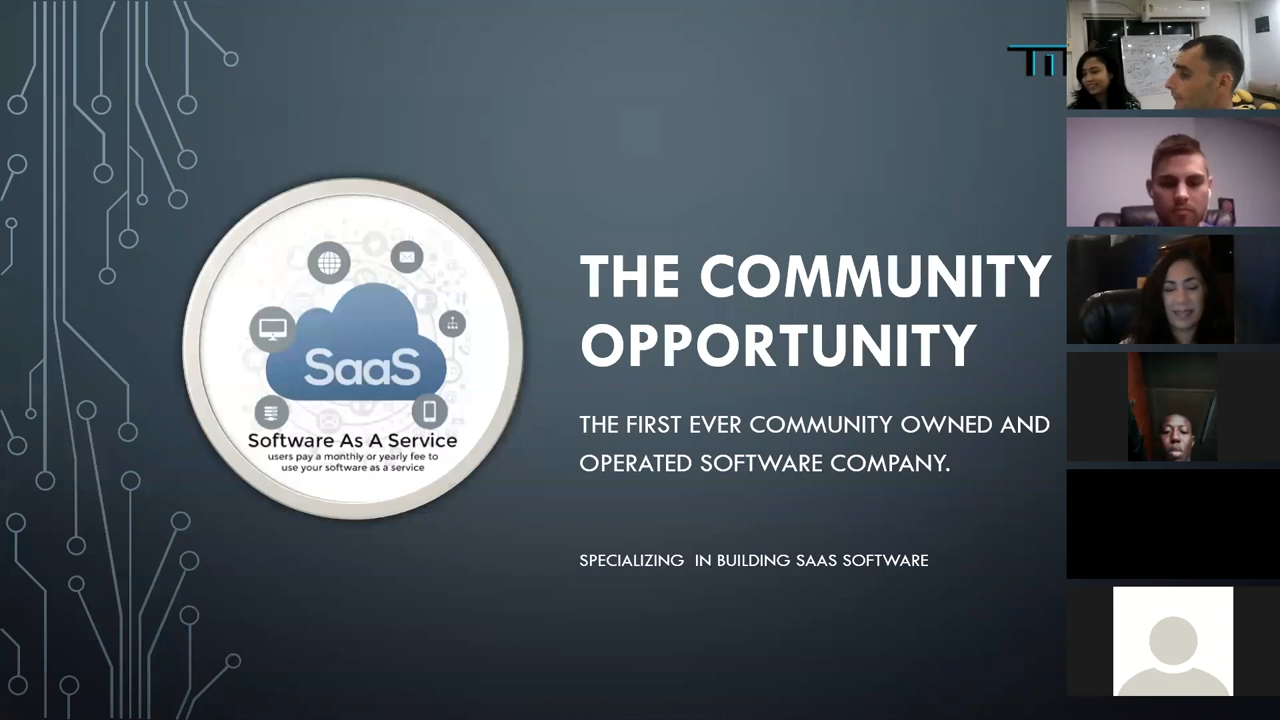 THE COMMUNITY
OPPORTUNITY
THE FIRST EVER COMMUNITY OWNED AND
OPERATED SOFTWARE COMPANY.
SPECIALIZING  IN BUILDING SAAS SOFTWARE
SaaS
Software As A Service
users pay a monthly or yearly fee to
use your software as a service